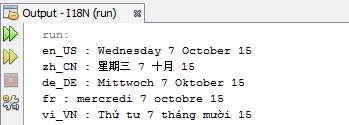 Output - I18N (run)
run:
en_US : Wednesday 7 October 15
zh_CN : 星期三 7 十月 15
de_DE : Mittwoch 7 Oktober 15
fr : mercredi 7 octobre 15
vi_VN : Thứ tư 7 tháng mười 15